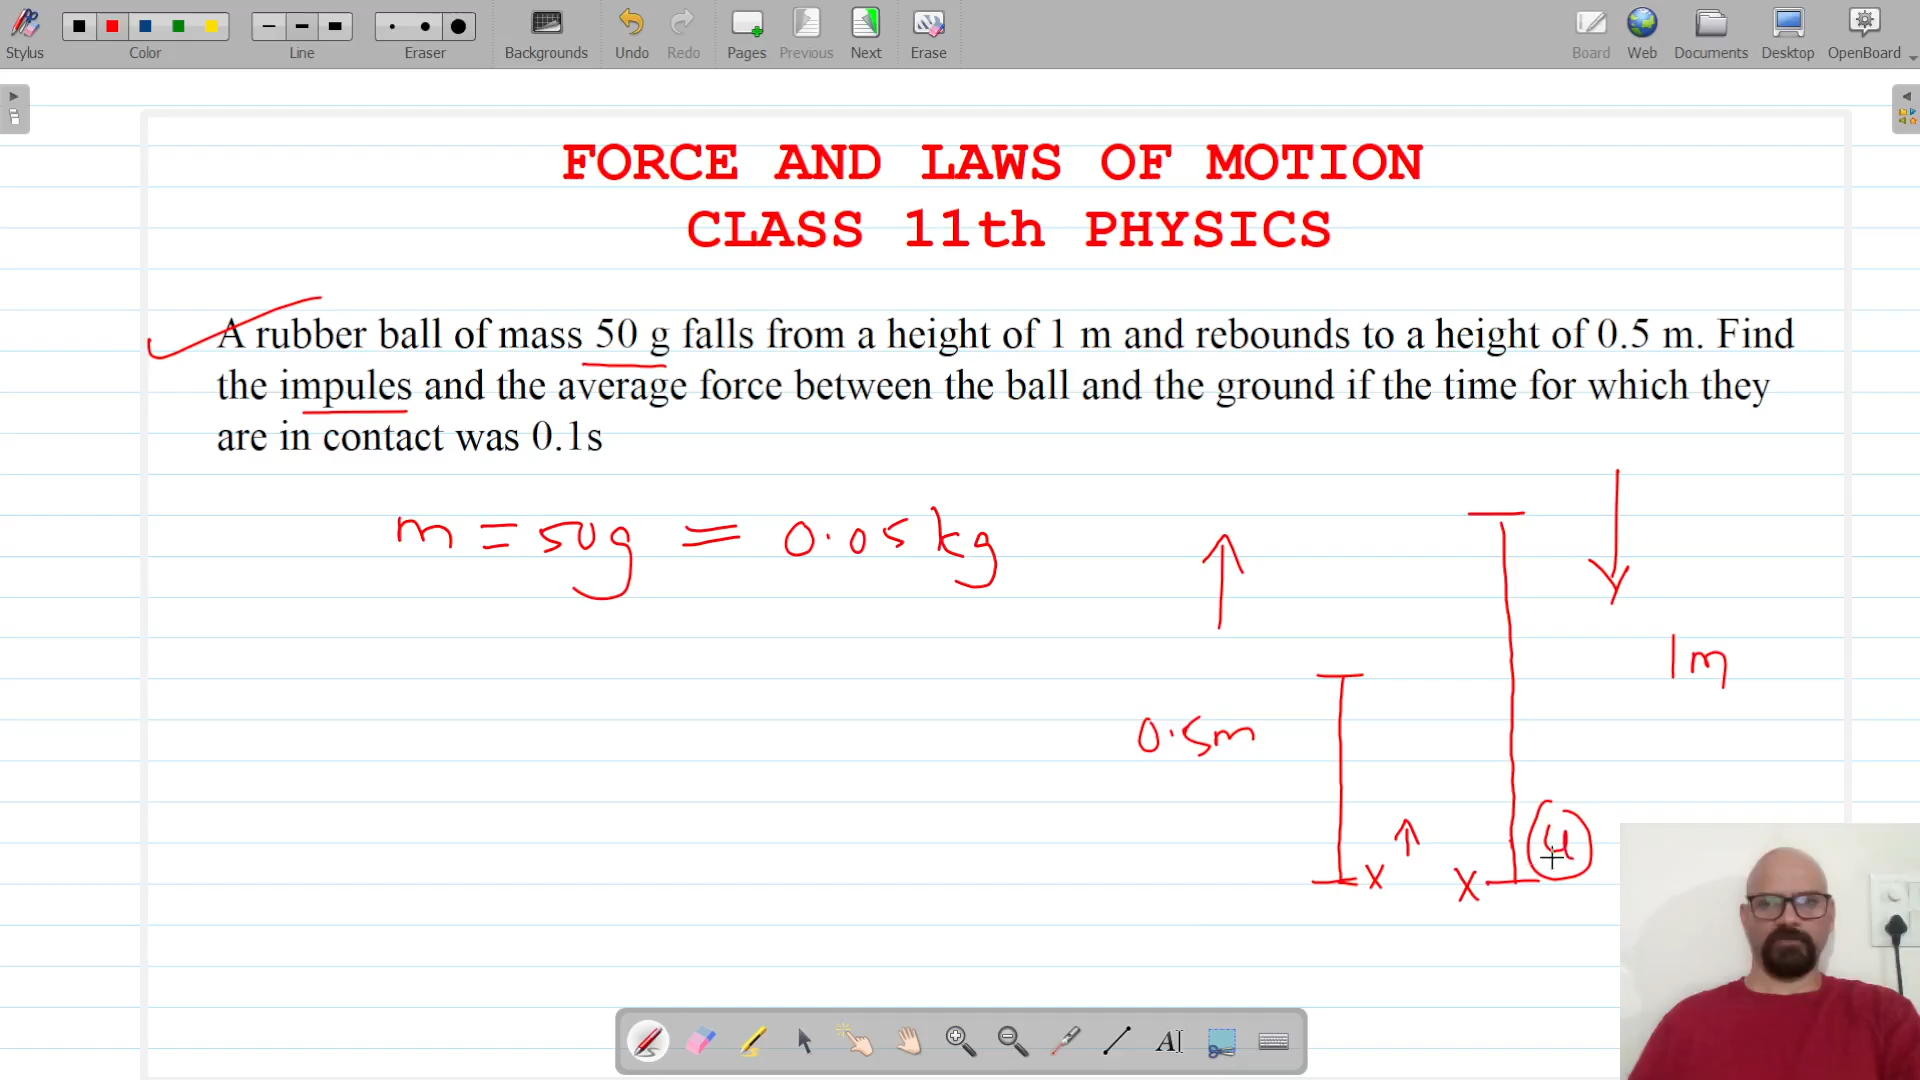 Stylus Color Line Eraser Backgrounds Undo Redo Pages Previous Next Erase Board Web Documents Desktop OpenBoard
FORCE AND LAWS OF MOTION
CLASS 11th PHYSICS
A rubber ball of mass 50 g falls from a height of 1 m and rebounds to a height of 0.5 m. Find
the impules and the average force between the ball and the ground if the time for which they
are in contact was 0.1s
m = 50g = 0.05 kg
1m
0.5m
u
x x